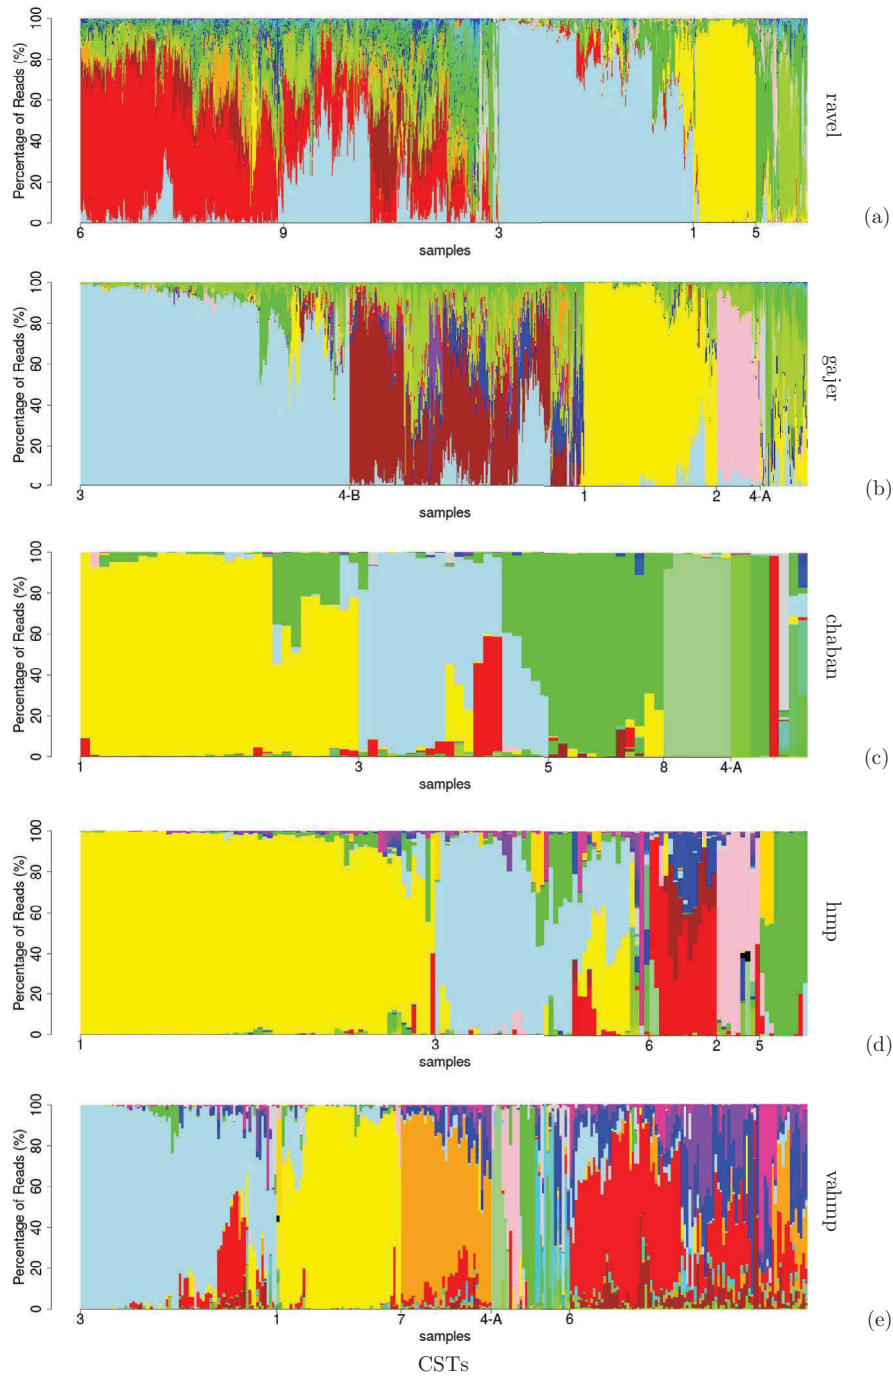 Percentage of Reads (%)
0 20 40 60 80 100
6 9 3 1 5
samples
ravel
(a)
Percentage of Reads (%)
0 20 40 60 80 100
3 4-B 1 2 4-A
samples
gajer
(b)
Percentage of Reads (%)
0 20 40 60 80 100
1 3 5 8 4-A
samples
chaban
(c)
Percentage of Reads (%)
0 20 40 60 80 100
1 3 6 2 5
samples
hmp
(d)
Percentage of Reads (%)
0 20 40 60 80 100
3 1 7 4-A 6
samples
vahmp
(e)
CSTs